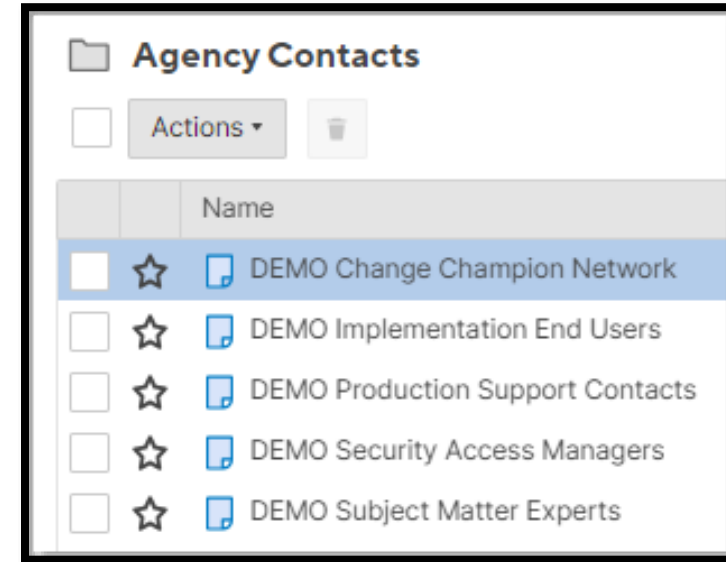 Agency Contacts
Actions
Name
DEMO Change Champion Network
DEMO Implementation End Users
DEMO Production Support Contacts
DEMO Security Access Managers
DEMO Subject Matter Experts